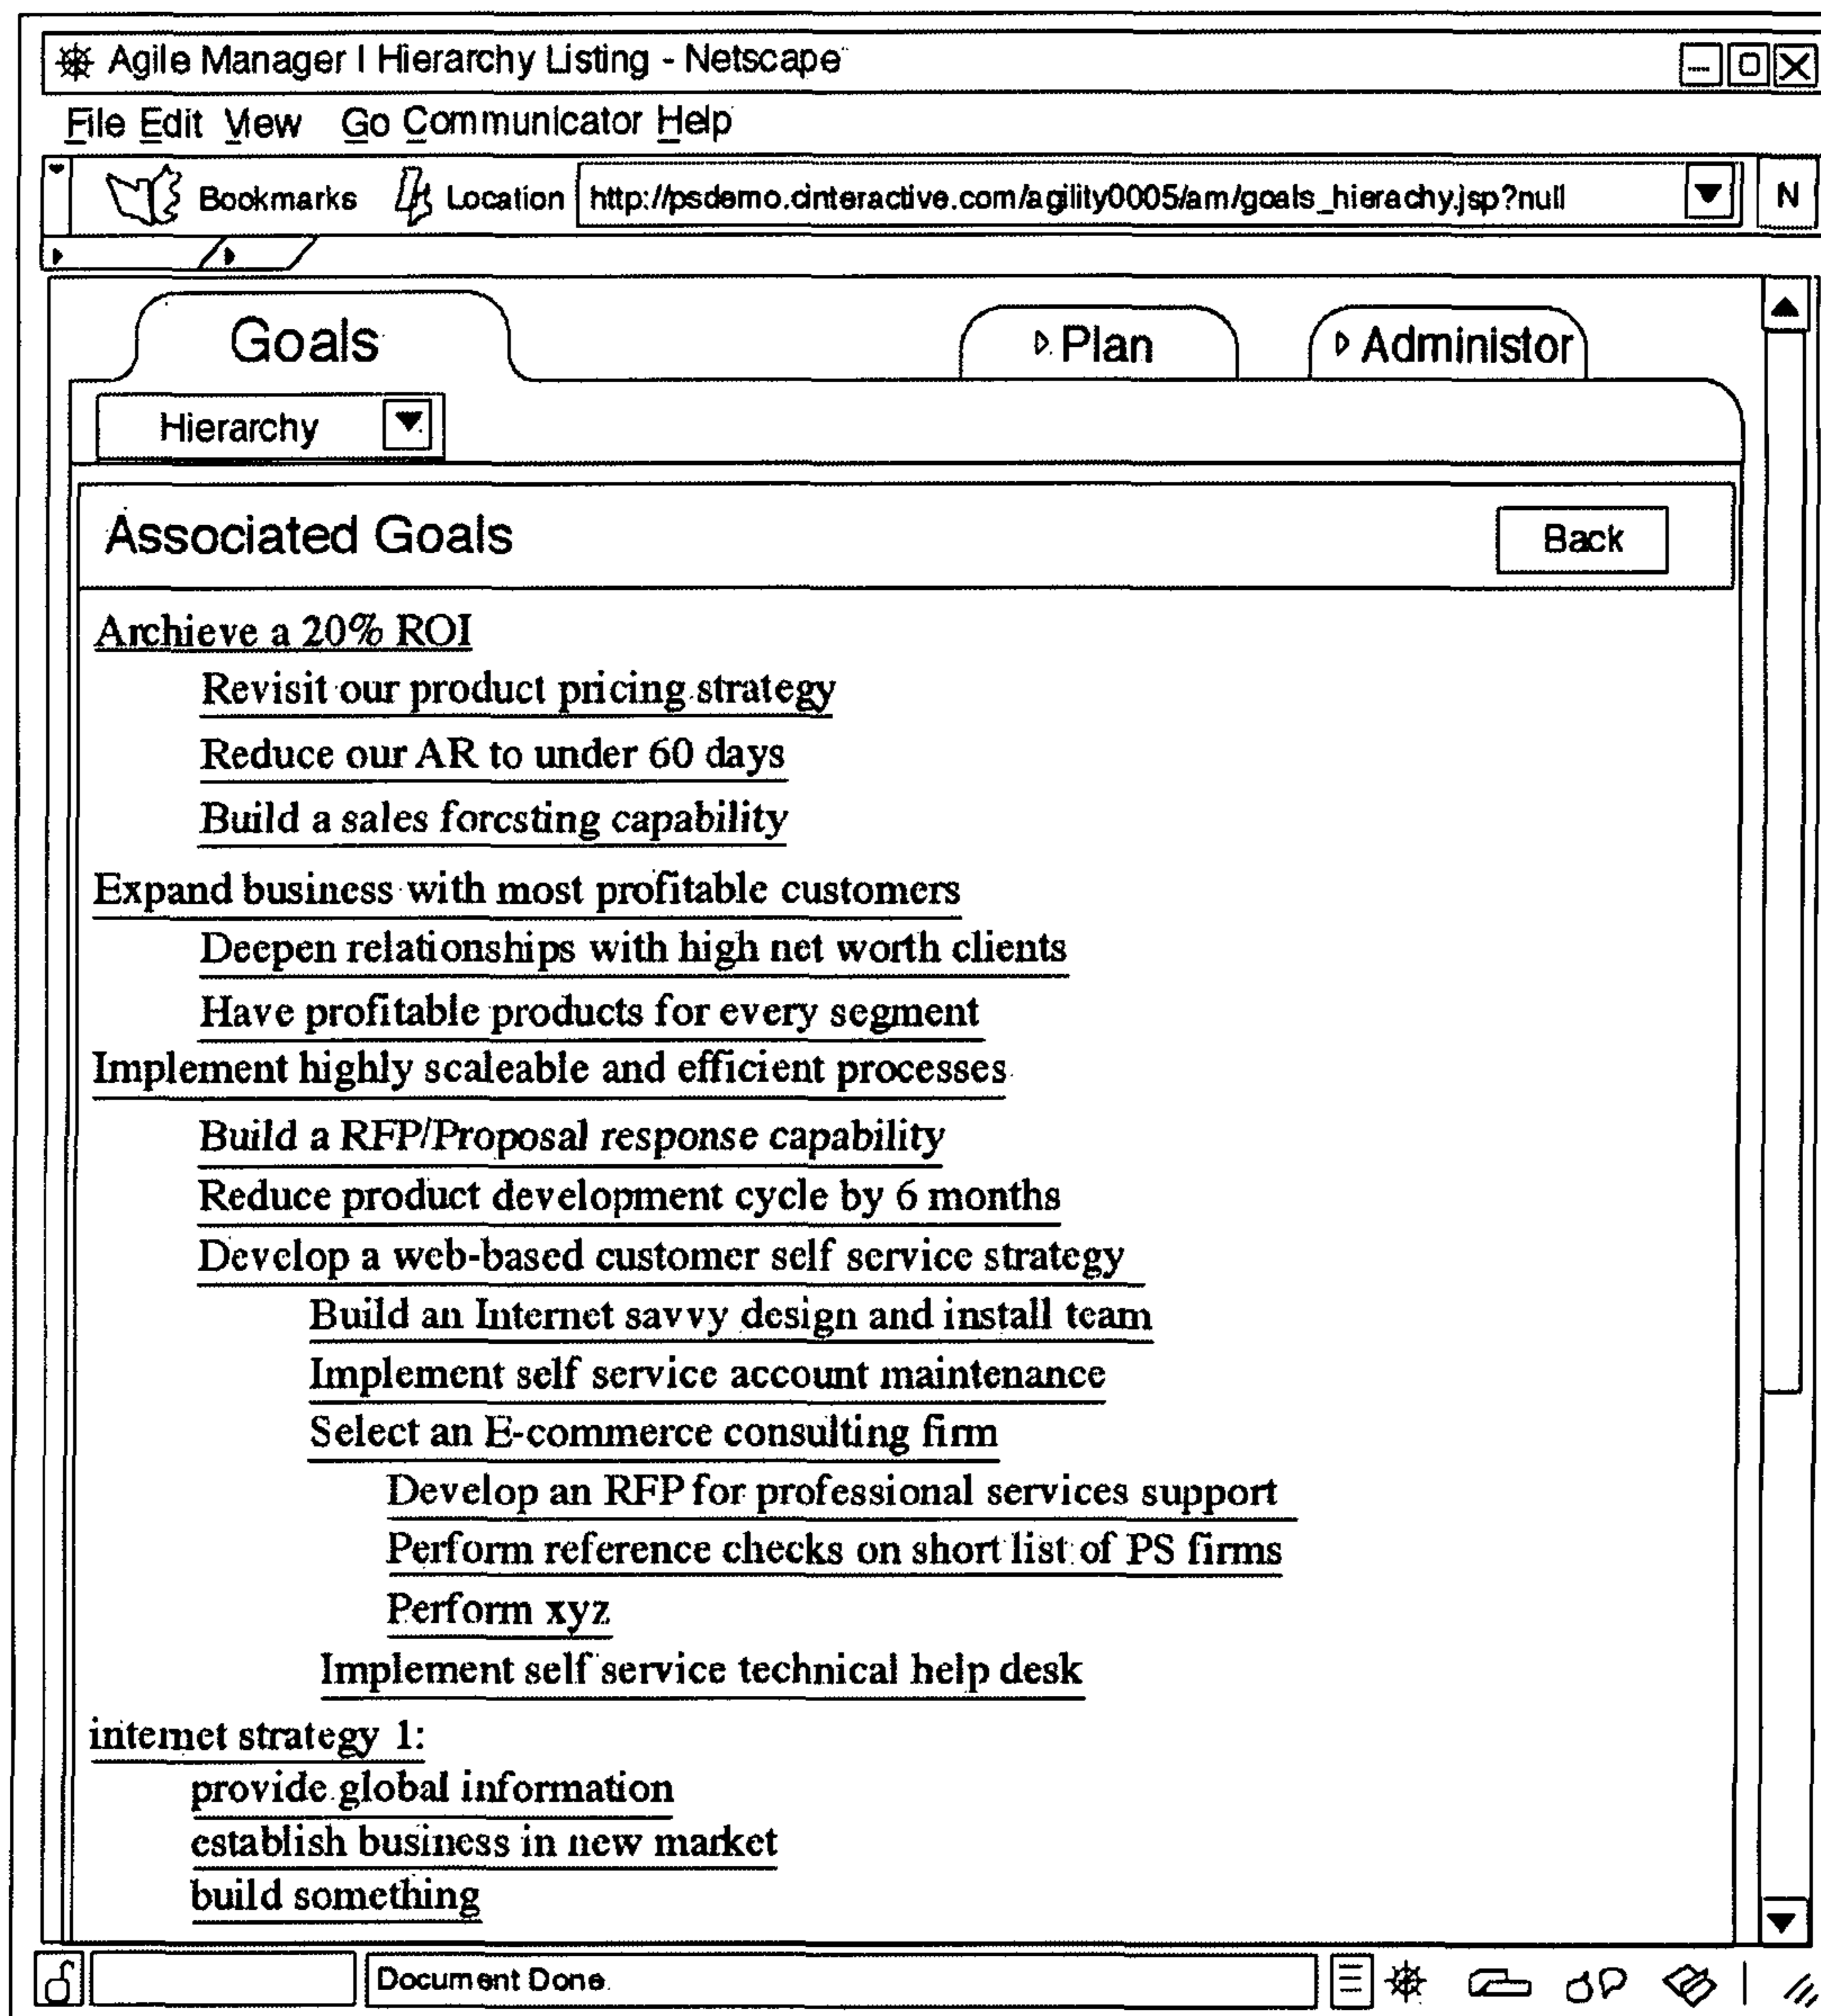 Agile Manager I Hierarchy Listing - Netscape
File Edit View Go Communicator Help
Bookmarks Location http://psdemo.cinteractive.com/agility0005/am/goals_hierachy.jsp?null N
Goals Plan Administor
Hierarchy
Associated Goals Back
Archieve a 20% ROI
Revisit our product pricing strategy
Reduce our AR to under 60 days
Build a sales forcsting capability
Expand business with most profitable customers
Deepen relationships with high net worth clients
Have profitable products for every segment
Implement highly scaleable and efficient processes
Build a RFP/Proposal response capability
Reduce product development cycle by 6 months
Develop a web-based customer self service strategy
Build an Internet savvy design and install team
Implement self service account maintenance
Select an E-commerce consulting firm
Develop an RFP for professional services support
Perform reference checks on short list of PS firms
Perform xyz
Implement self service technical help desk
internet strategy 1:
provide global information
establish business in new market
build something
Document Done.